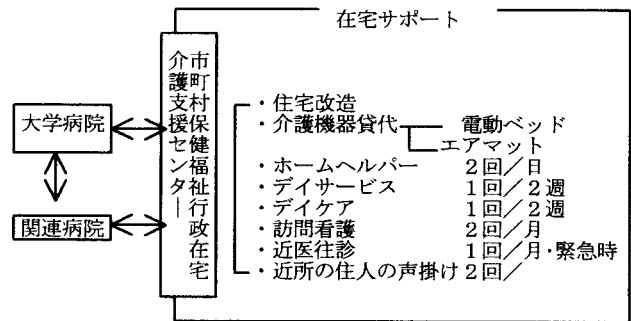 在宅サポート
市町村保健福祉行政在宅
介護支援センター
大学病院
関連病院
・住宅改造
・介護機器貸代 電動ベッド
エアマット
・ホームヘルパー 2回/日
・デイサービス 1回/2週
・デイケア 1回/2週
・訪問看護 2回/月
・近医往診 1回/月・緊急時
・近所の住人の声掛け 2回/